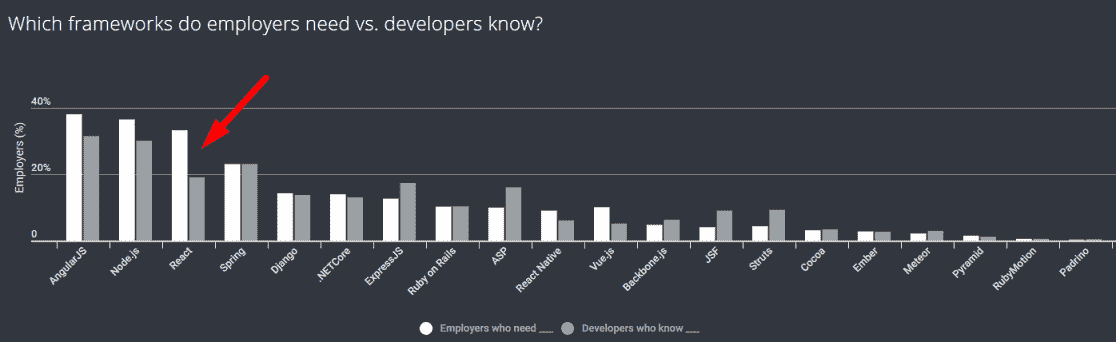 Which frameworks do employers need vs. developers know?
40%
Employers (%)
20%
0
AngularJS
Node.js
React
Spring
Django
.NETCore
ExpressJS
Ruby on Rails
ASP
React Native
Vue.js
Backbone.js
JSF
Struts
Cocoa
Ember
Meteor
Pyramid
RubyMotion
Padrino
Employers who need ___ Developers who know ___